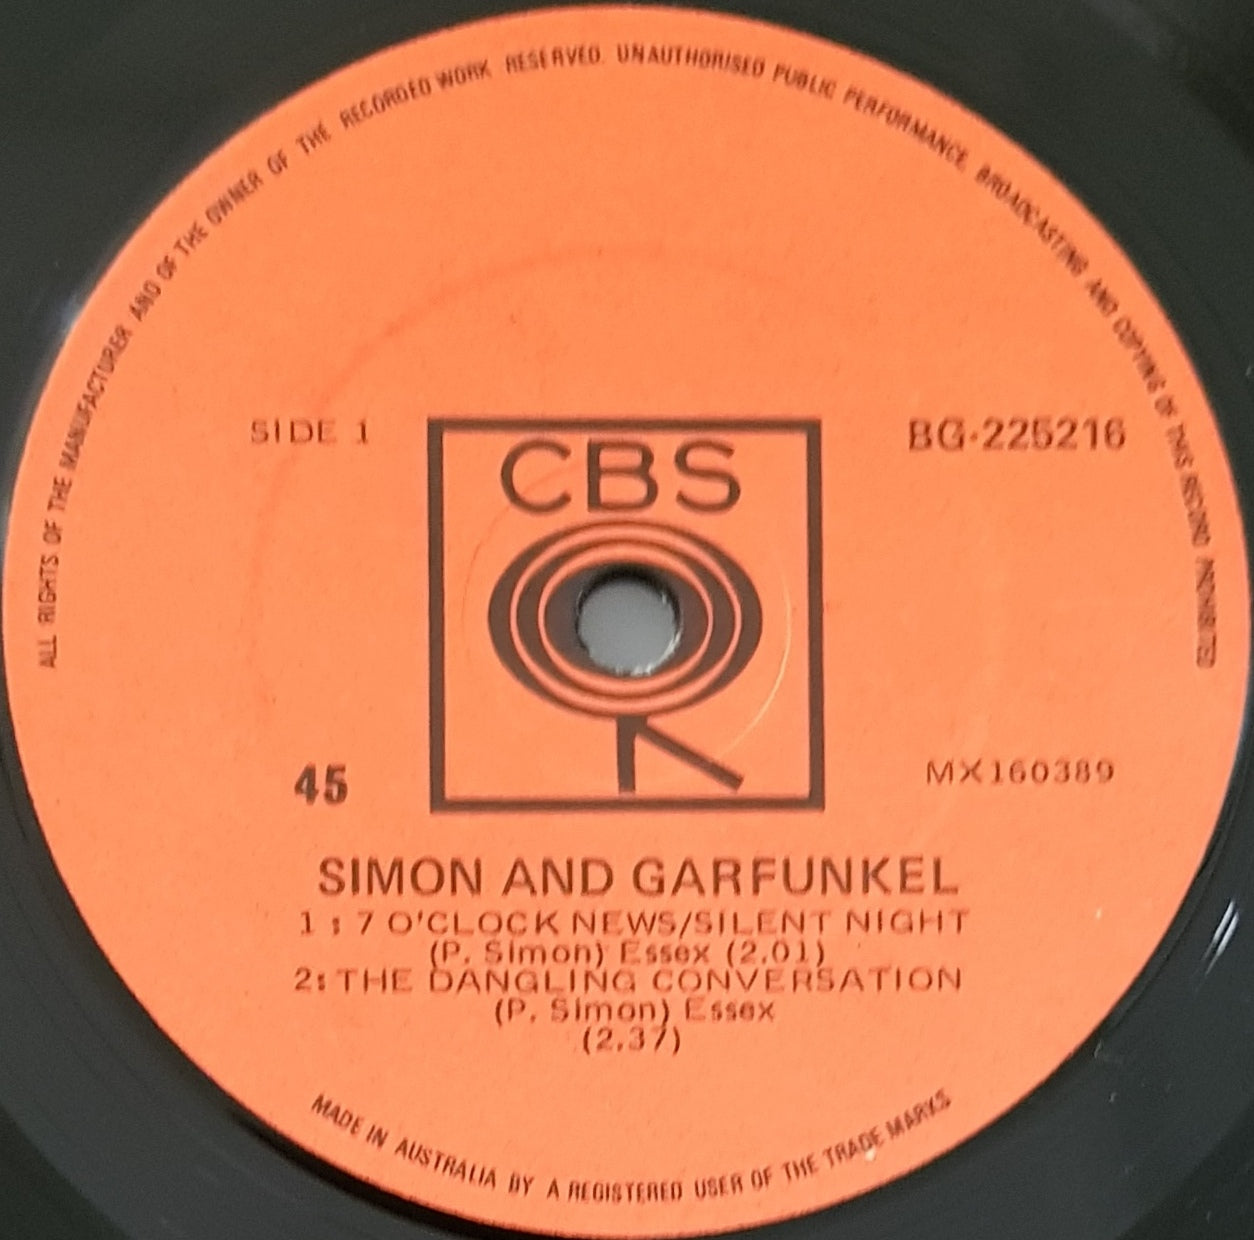 ALL RIGHTS OF THE MANUFACTURER AND OF THE OWNER OF THE RECORDED WORK RESERVED. UNAUTHORISED PUBLIC PERFORMANCE, BROADCASTING AND COPYING OF THIS RECORD PROHIBITED
SIDE 1
BG·225216
CBS
45
MX160389
SIMON AND GARFUNKEL
1 : 7 O'CLOCK NEWS/SILENT NIGHT
(P. Simon) Essex (2.01)
2: THE DANGLING CONVERSATION
(P. Simon) Essex
(2.37)
MADE IN AUSTRALIA BY A REGISTERED USER OF THE TRADE MARKS